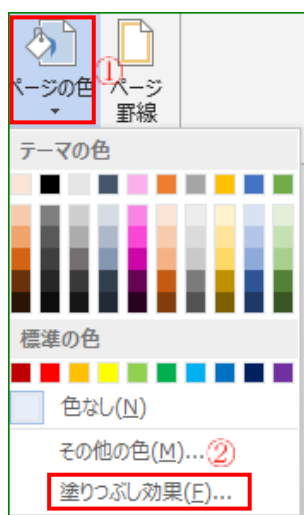 ページの色
①
ページ
罫線
テーマの色
標準の色
色なし(N)
その他の色(M)...②
塗りつぶし効果(F)...